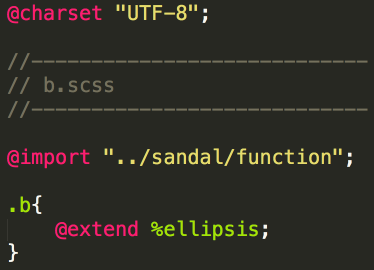 @charset "UTF-8";
//-----------------------------
// b.scss
//-----------------------------
@import "../sandal/function";
.b{
    @extend %ellipsis;
}